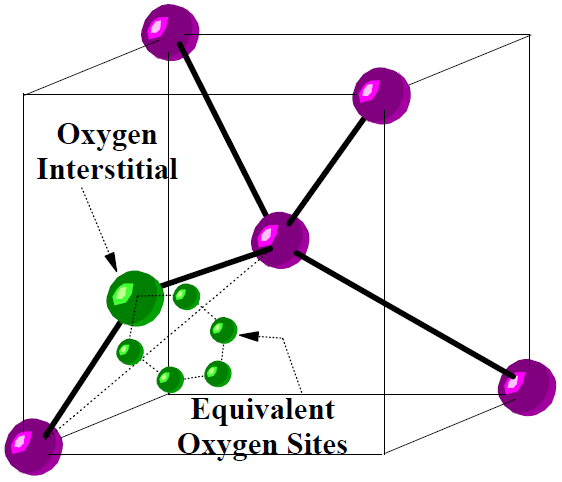 Oxygen
Interstitial
Equivalent
Oxygen Sites